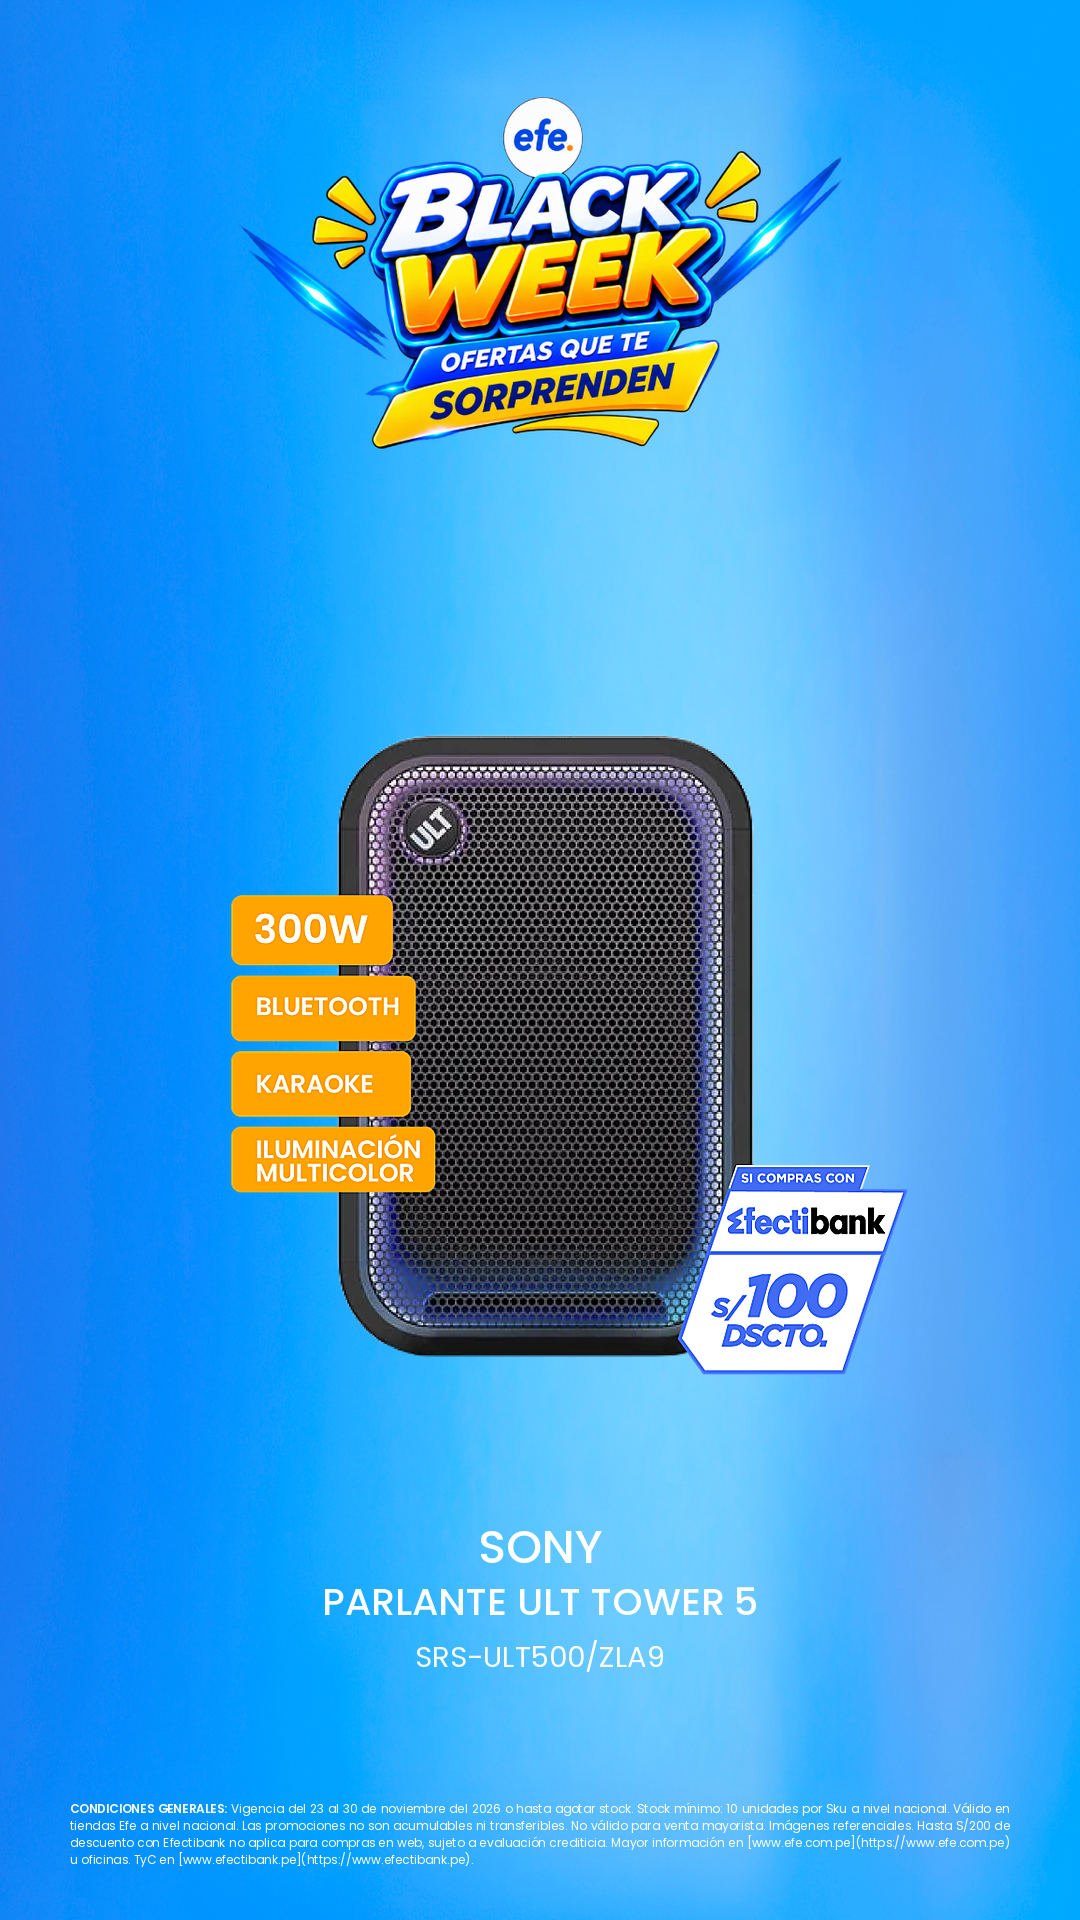 efe.
BLACK
WEEK
OFERTAS QUE TE
SORPRENDEN
ULT
300W
BLUETOOTH
KARAOKE
ILUMINACIÓN
MULTICOLOR
SI COMPRAS CON
Efectibank
S/100
DSCTO.
SONY
PARLANTE ULT TOWER 5
SRS-ULT500/ZLA9
CONDICIONES GENERALES: Vigencia del 23 al 30 de noviembre del 2026 o hasta agotar stock. Stock mínimo: 10 unidades por Sku a nivel nacional. Válido en
tiendas Efe a nivel nacional. Las promociones no son acumulables ni transferibles. No válido para venta mayorista. Imágenes referenciales. Hasta S/200 de
descuento con Efectibank no aplica para compras en web, sujeto a evaluación crediticia. Mayor información en [www.efe.com.pe](https://www.efe.com.pe)
u oficinas. TyC en [www.efectibank.pe](https://www.efectibank.pe).